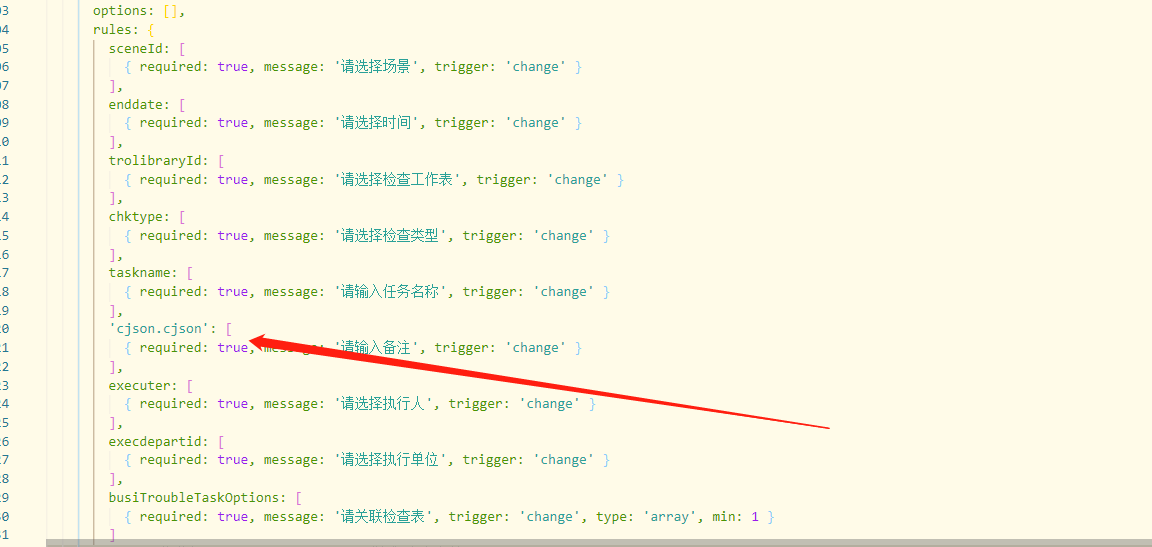 03 options: [],
04 rules: {
05 sceneId: [
06 { required: true, message: '请选择场景', trigger: 'change' }
07 ],
08 enddate: [
09 { required: true, message: '请选择时间', trigger: 'change' }
10 ],
11 trolibraryId: [
12 { required: true, message: '请选择检查工作表', trigger: 'change' }
13 ],
14 chktype: [
15 { required: true, message: '请选择检查类型', trigger: 'change' }
16 ],
17 taskname: [
18 { required: true, message: '请输入任务名称', trigger: 'change' }
19 ],
20 'cjson.cjson': [
21 { required: true, message: '请输入备注', trigger: 'change' }
22 ],
23 executer: [
24 { required: true, message: '请选择执行人', trigger: 'change' }
25 ],
26 execdepartid: [
27 { required: true, message: '请选择执行单位', trigger: 'change' }
28 ],
29 busiTroubleTaskOptions: [
30 { required: true, message: '请关联检查表', trigger: 'change', type: 'array', min: 1 }
31 ]